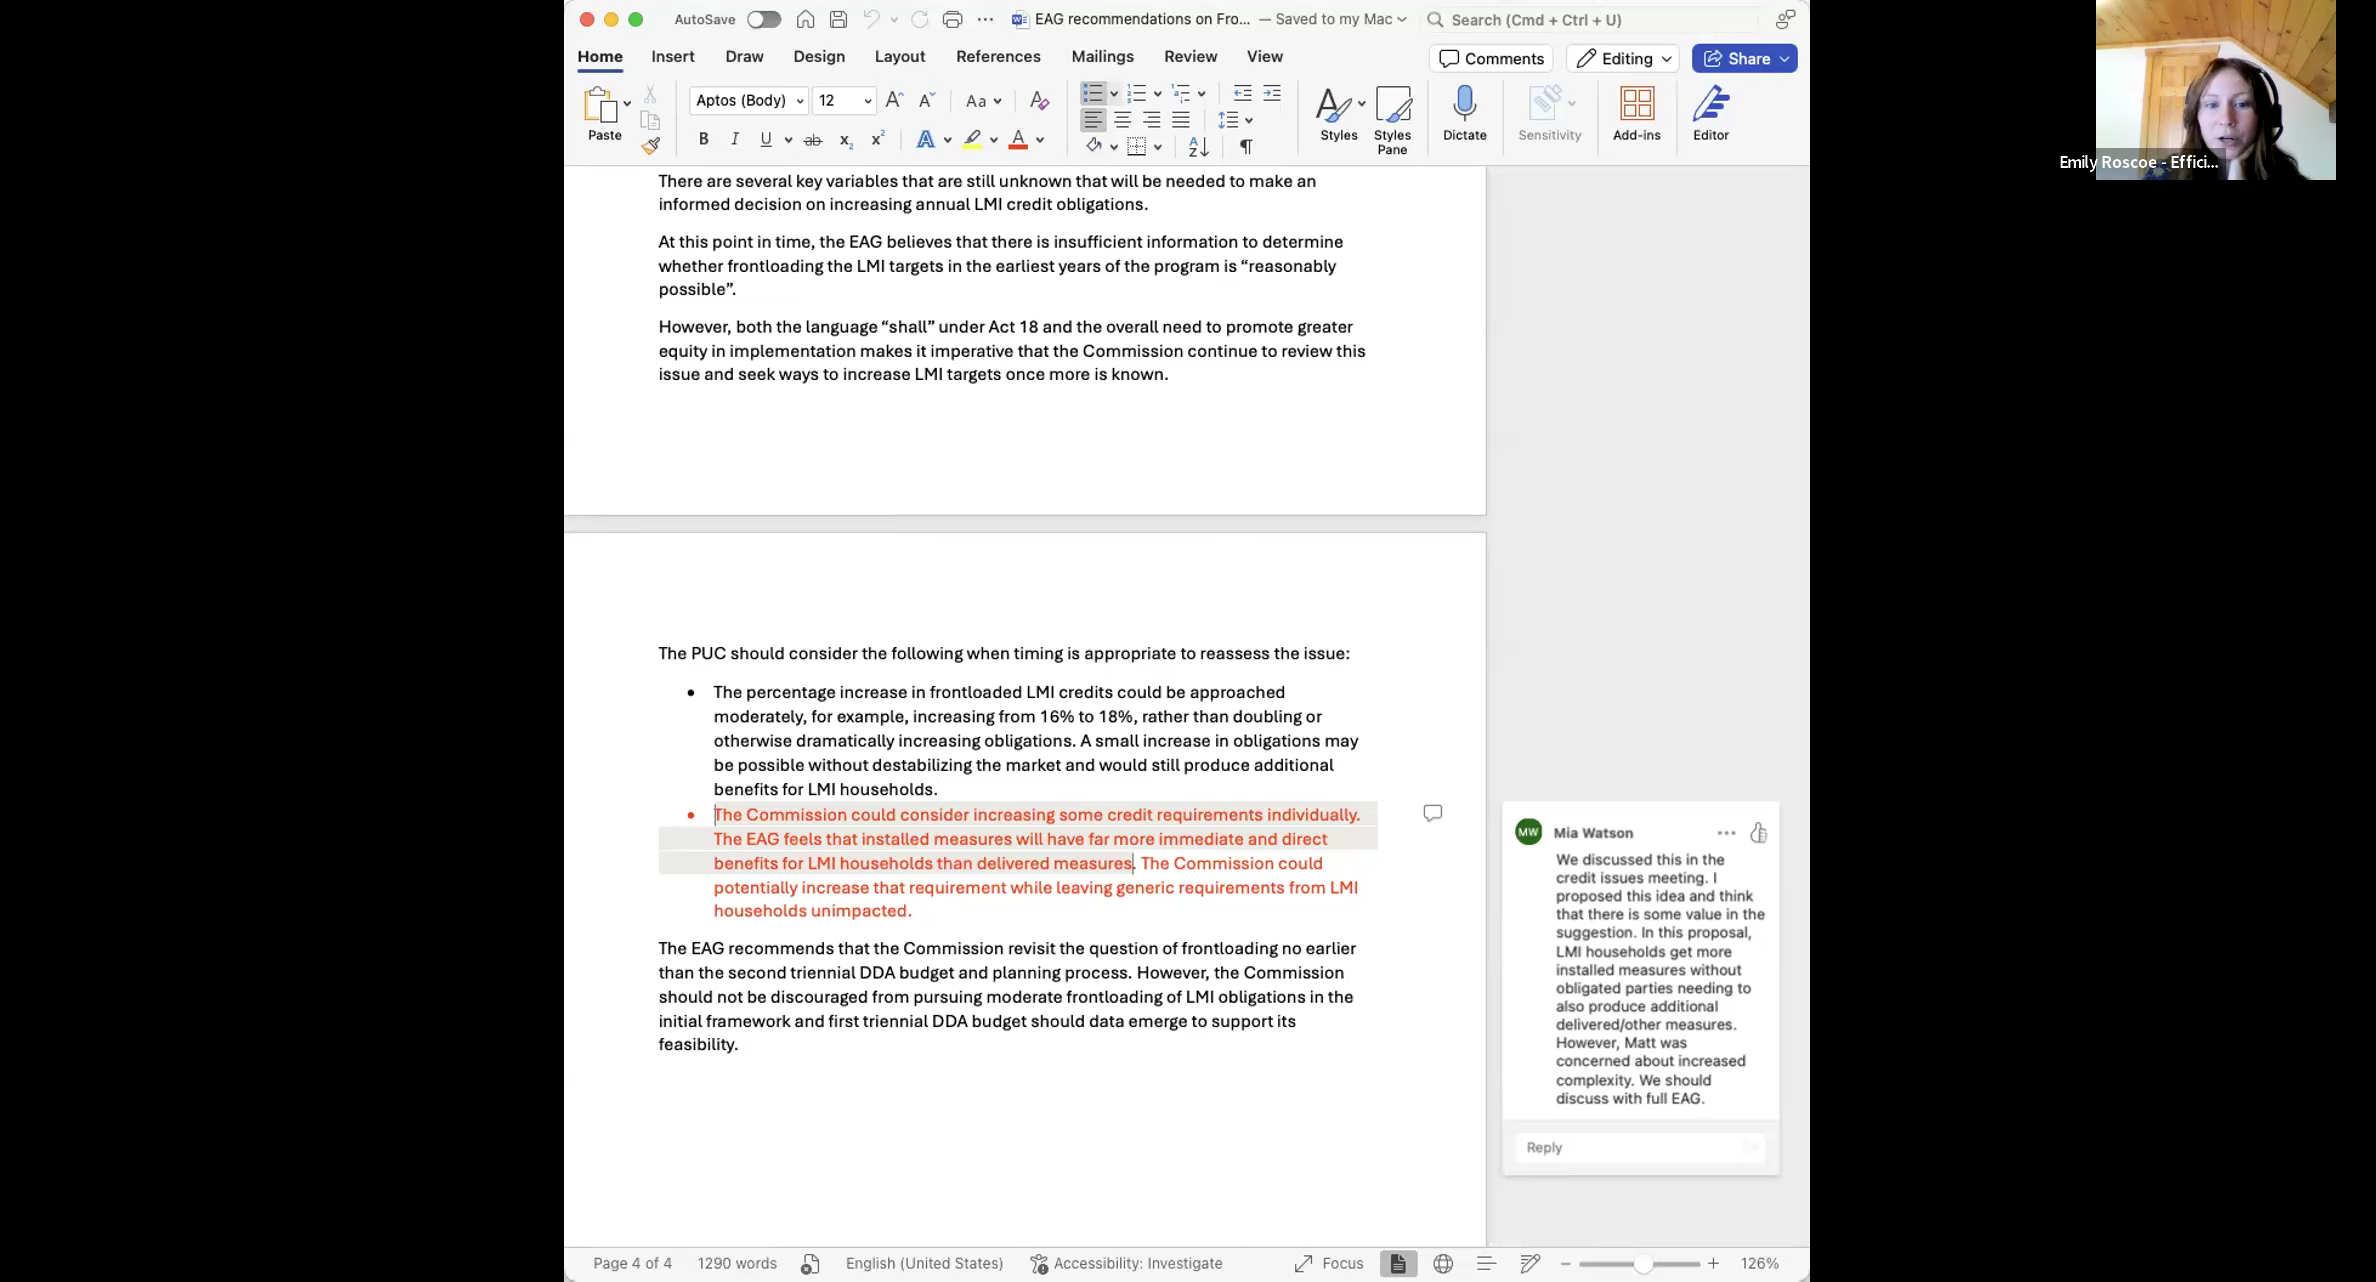 AutoSave
EAG recommendations on Fro... — Saved to my Mac
Search (Cmd + Ctrl + U)
Home Insert Draw Design Layout References Mailings Review View
Comments Editing Share
Paste
Aptos (Body) 12
Styles
Styles Pane
Dictate
Sensitivity
Add-ins
Editor
Emily Roscoe - Effici...
There are several key variables that are still unknown that will be needed to make an
informed decision on increasing annual LMI credit obligations.
At this point in time, the EAG believes that there is insufficient information to determine
whether frontloading the LMI targets in the earliest years of the program is “reasonably
possible”.
However, both the language “shall” under Act 18 and the overall need to promote greater
equity in implementation makes it imperative that the Commission continue to review this
issue and seek ways to increase LMI targets once more is known.
The PUC should consider the following when timing is appropriate to reassess the issue:
• The percentage increase in frontloaded LMI credits could be approached
moderately, for example, increasing from 16% to 18%, rather than doubling or
otherwise dramatically increasing obligations. A small increase in obligations may
be possible without destabilizing the market and would still produce additional
benefits for LMI households.
• The Commission could consider increasing some credit requirements individually.
The EAG feels that installed measures will have far more immediate and direct
benefits for LMI households than delivered measures. The Commission could
potentially increase that requirement while leaving generic requirements from LMI
households unimpacted.
The EAG recommends that the Commission revisit the question of frontloading no earlier
than the second triennial DDA budget and planning process. However, the Commission
should not be discouraged from pursuing moderate frontloading of LMI obligations in the
initial framework and first triennial DDA budget should data emerge to support its
feasibility.
MW Mia Watson
We discussed this in the
credit issues meeting. I
proposed this idea and think
that there is some value in the
suggestion. In this proposal,
LMI households get more
installed measures without
obligated parties needing to
also produce additional
delivered/other measures.
However, Matt was
concerned about increased
complexity. We should
discuss with full EAG.
Reply
Page 4 of 4 1290 words English (United States) Accessibility: Investigate Focus 126%